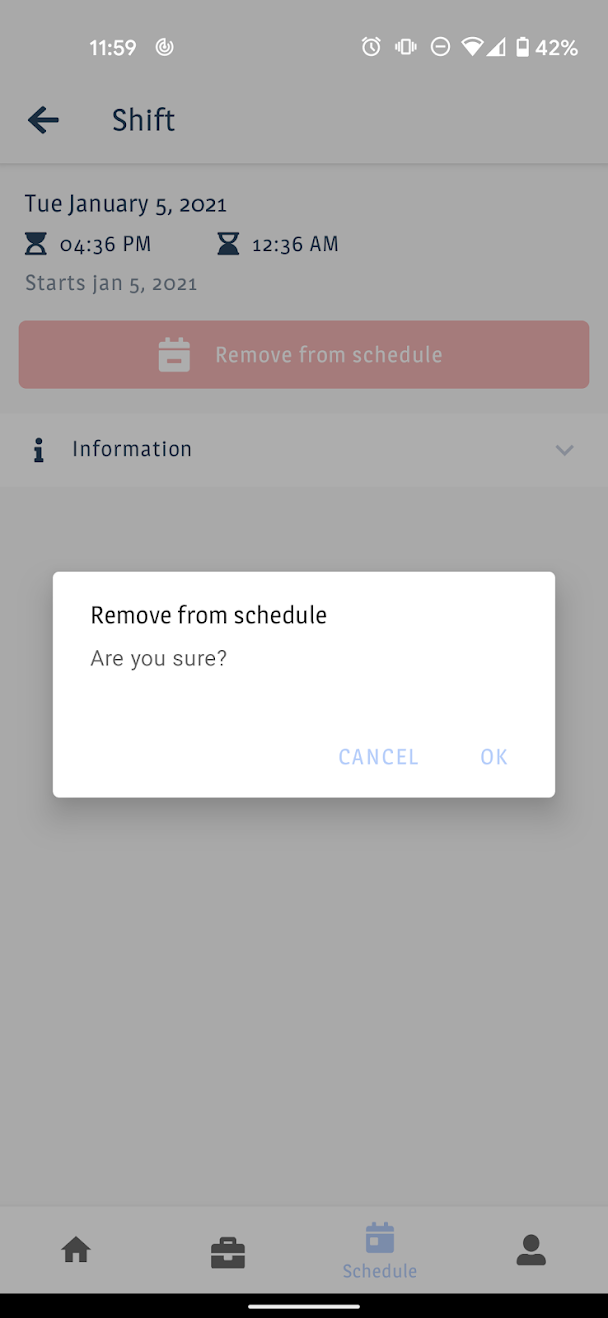 11:59 42%
Shift
Tue January 5, 2021
04:36 PM 12:36 AM
Starts jan 5, 2021
Remove from schedule
Information
Remove from schedule
Are you sure?
CANCEL OK
Schedule